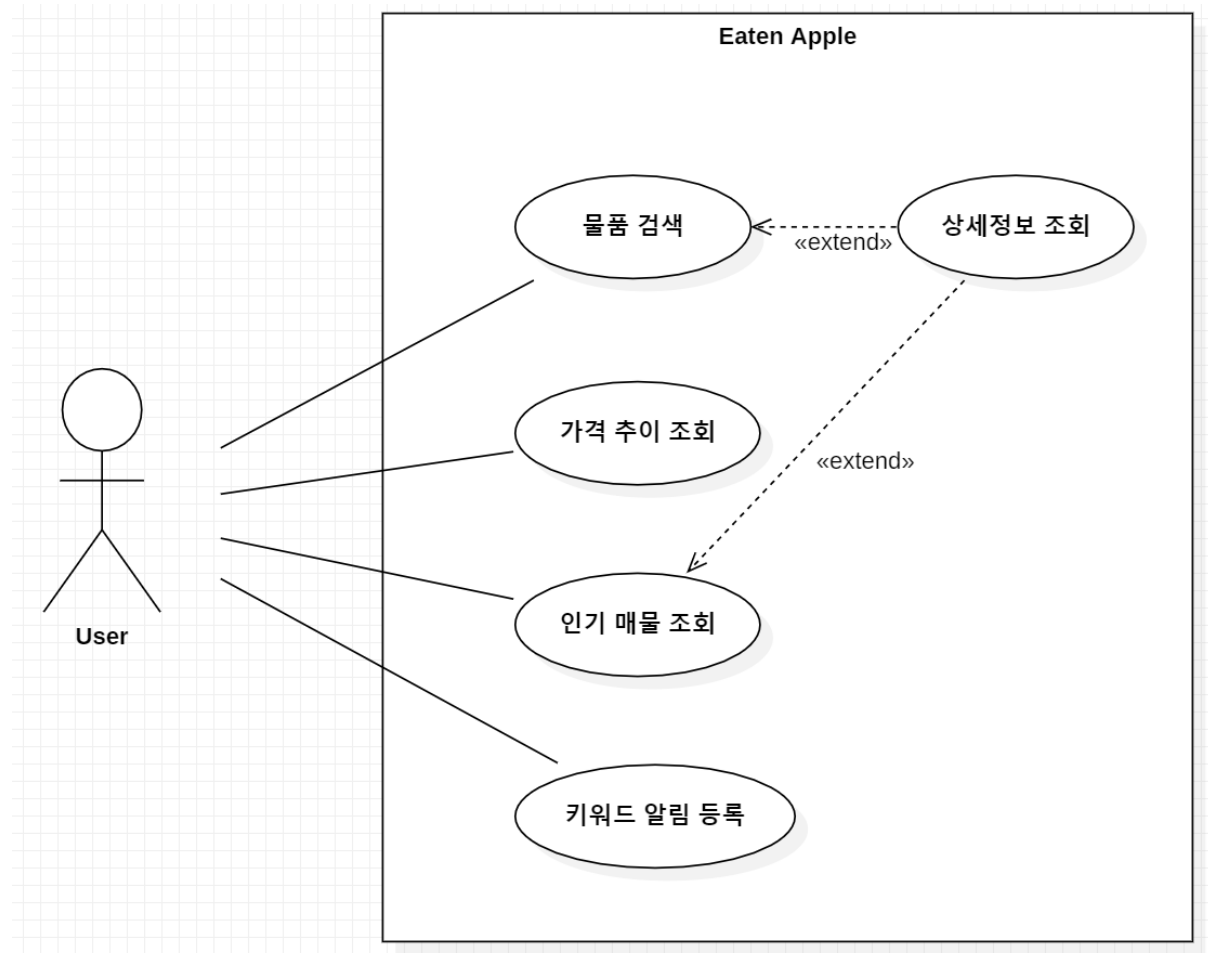 Eaten Apple
물품 검색
«extend»
상세정보 조회
가격 추이 조회
«extend»
인기 매물 조회
User
키워드 알림 등록